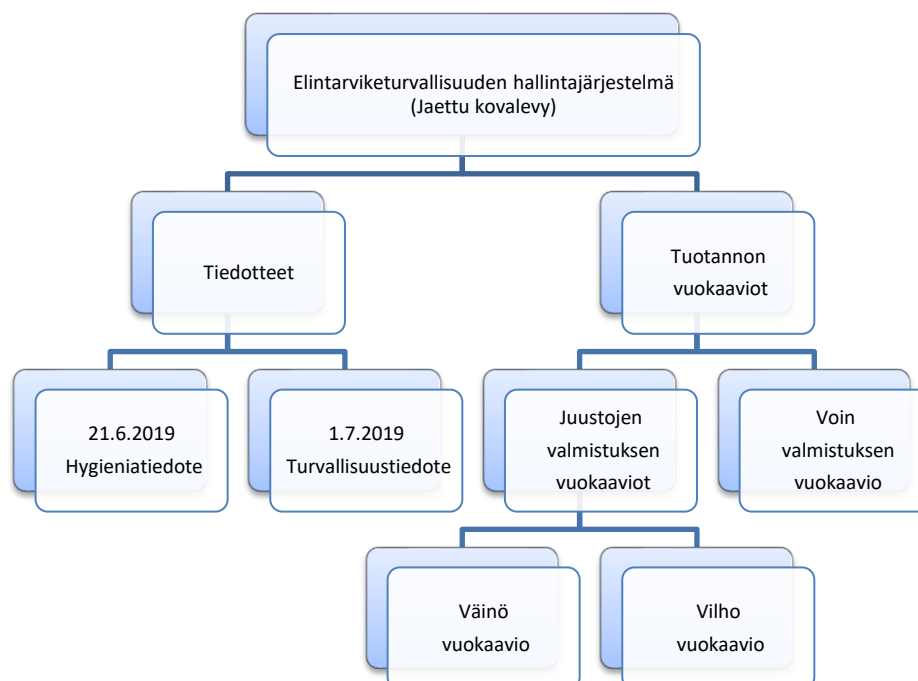 Elintarviketurvallisuuden hallintajärjestelmä
(Jaettu kovalevy)
Tiedotteet
Tuotannon
vuokaaviot
21.6.2019
Hygieniatiedote
1.7.2019
Turvallisuustiedote
Juustojen
valmistuksen
vuokaaviot
Voin
valmistuksen
vuokaavio
Väinö
vuokaavio
Vilho
vuokaavio